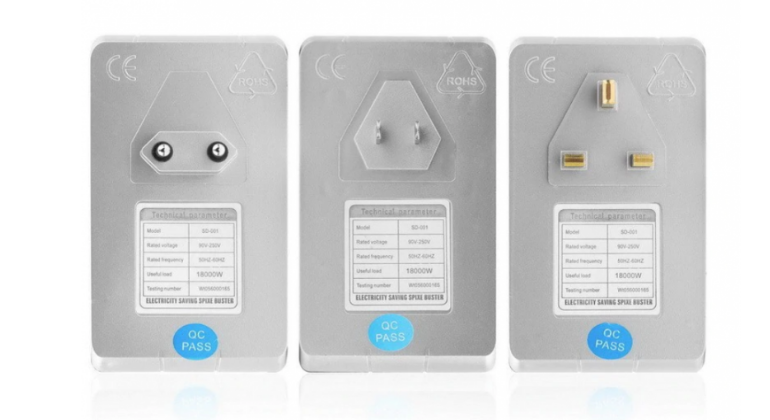 CE
ROHS
Technical parameter
Model SD-001
Rated voltage 90V-250V
Rated frequency 50HZ-60HZ
Useful load 18000W
Testing number
ELECTRICITY SAVING SPIKE BUSTER
QC
PASS
CE
ROHS
Technical parameter
Model SD-001
Rated voltage 90V-250V
Rated frequency 50HZ-60HZ
Useful load 18000W
Testing number
ELECTRICITY SAVING SPIKE BUSTER
QC
PASS
CE
ROHS
Technical parameter
Model SD-001
Rated voltage 90V-250V
Rated frequency 50HZ-60HZ
Useful load 18000W
Testing number
ELECTRICITY SAVING SPIKE BUSTER
QC
PASS